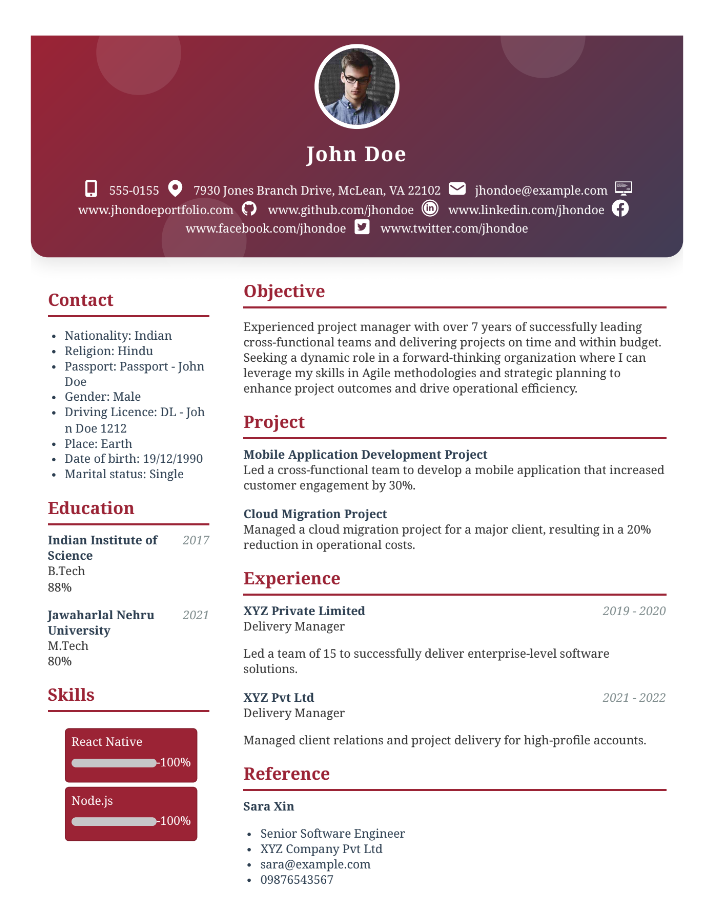 John Doe
555-0155 7930 Jones Branch Drive, McLean, VA 22102 jhondoe@example.com
www.jhondoeportfolio.com www.github.com/jhondoe www.linkedin.com/jhondoe
www.facebook.com/jhondoe www.twitter.com/jhondoe
Contact
• Nationality: Indian
• Religion: Hindu
• Passport: Passport - John
Doe
• Gender: Male
• Driving Licence: DL - Joh
n Doe 1212
• Place: Earth
• Date of birth: 19/12/1990
• Marital status: Single
Education
Indian Institute of 2017
Science
B.Tech
88%
Jawaharlal Nehru 2021
University
M.Tech
80%
Skills
React Native
-100%
Node.js
-100%
Objective
Experienced project manager with over 7 years of successfully leading
cross-functional teams and delivering projects on time and within budget.
Seeking a dynamic role in a forward-thinking organization where I can
leverage my skills in Agile methodologies and strategic planning to
enhance project outcomes and drive operational efficiency.
Project
Mobile Application Development Project
Led a cross-functional team to develop a mobile application that increased
customer engagement by 30%.
Cloud Migration Project
Managed a cloud migration project for a major client, resulting in a 20%
reduction in operational costs.
Experience
XYZ Private Limited 2019 - 2020
Delivery Manager
Led a team of 15 to successfully deliver enterprise-level software
solutions.
XYZ Pvt Ltd 2021 - 2022
Delivery Manager
Managed client relations and project delivery for high-profile accounts.
Reference
Sara Xin
• Senior Software Engineer
• XYZ Company Pvt Ltd
• sara@example.com
• 09876543567